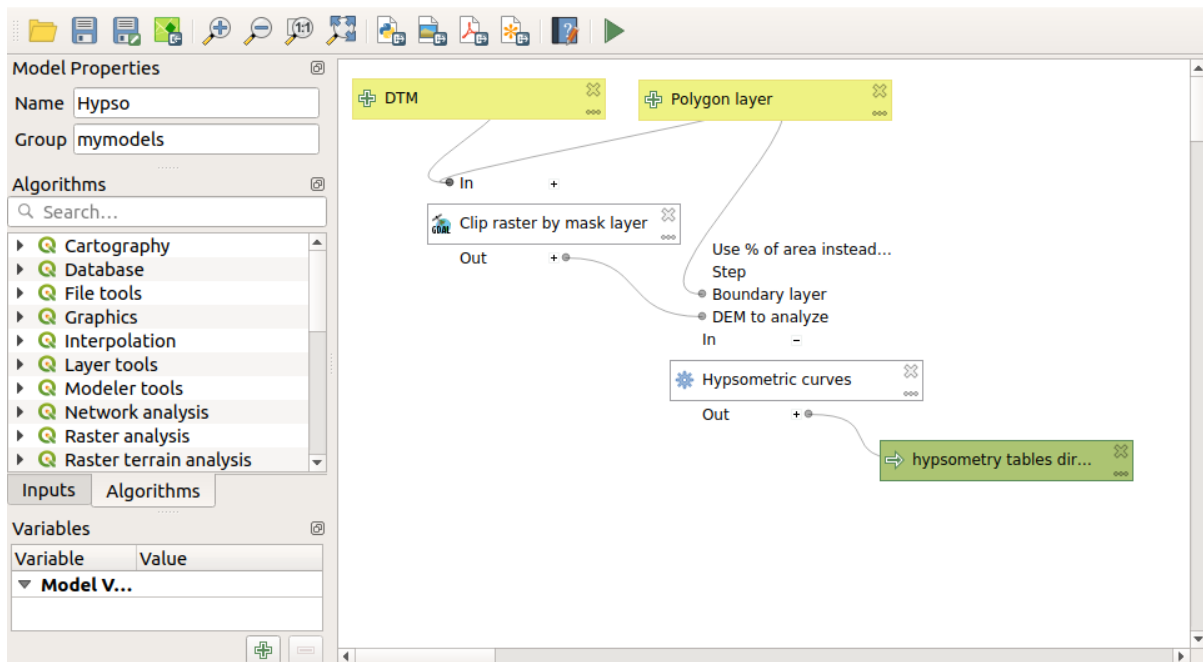 1:1
Model Properties
Name Hypso
Group mymodels
Algorithms
Search...
Cartography
Database
File tools
Graphics
Interpolation
Layer tools
Modeler tools
Network analysis
Raster analysis
Raster terrain analysis
Inputs Algorithms
Variables
Variable Value
Model V...
DTM
Polygon layer
In +
GDAL Clip raster by mask layer
Out +
Use % of area instead...
Step
Boundary layer
DEM to analyze
In −
Hypsometric curves
Out +
hypsometry tables dir...